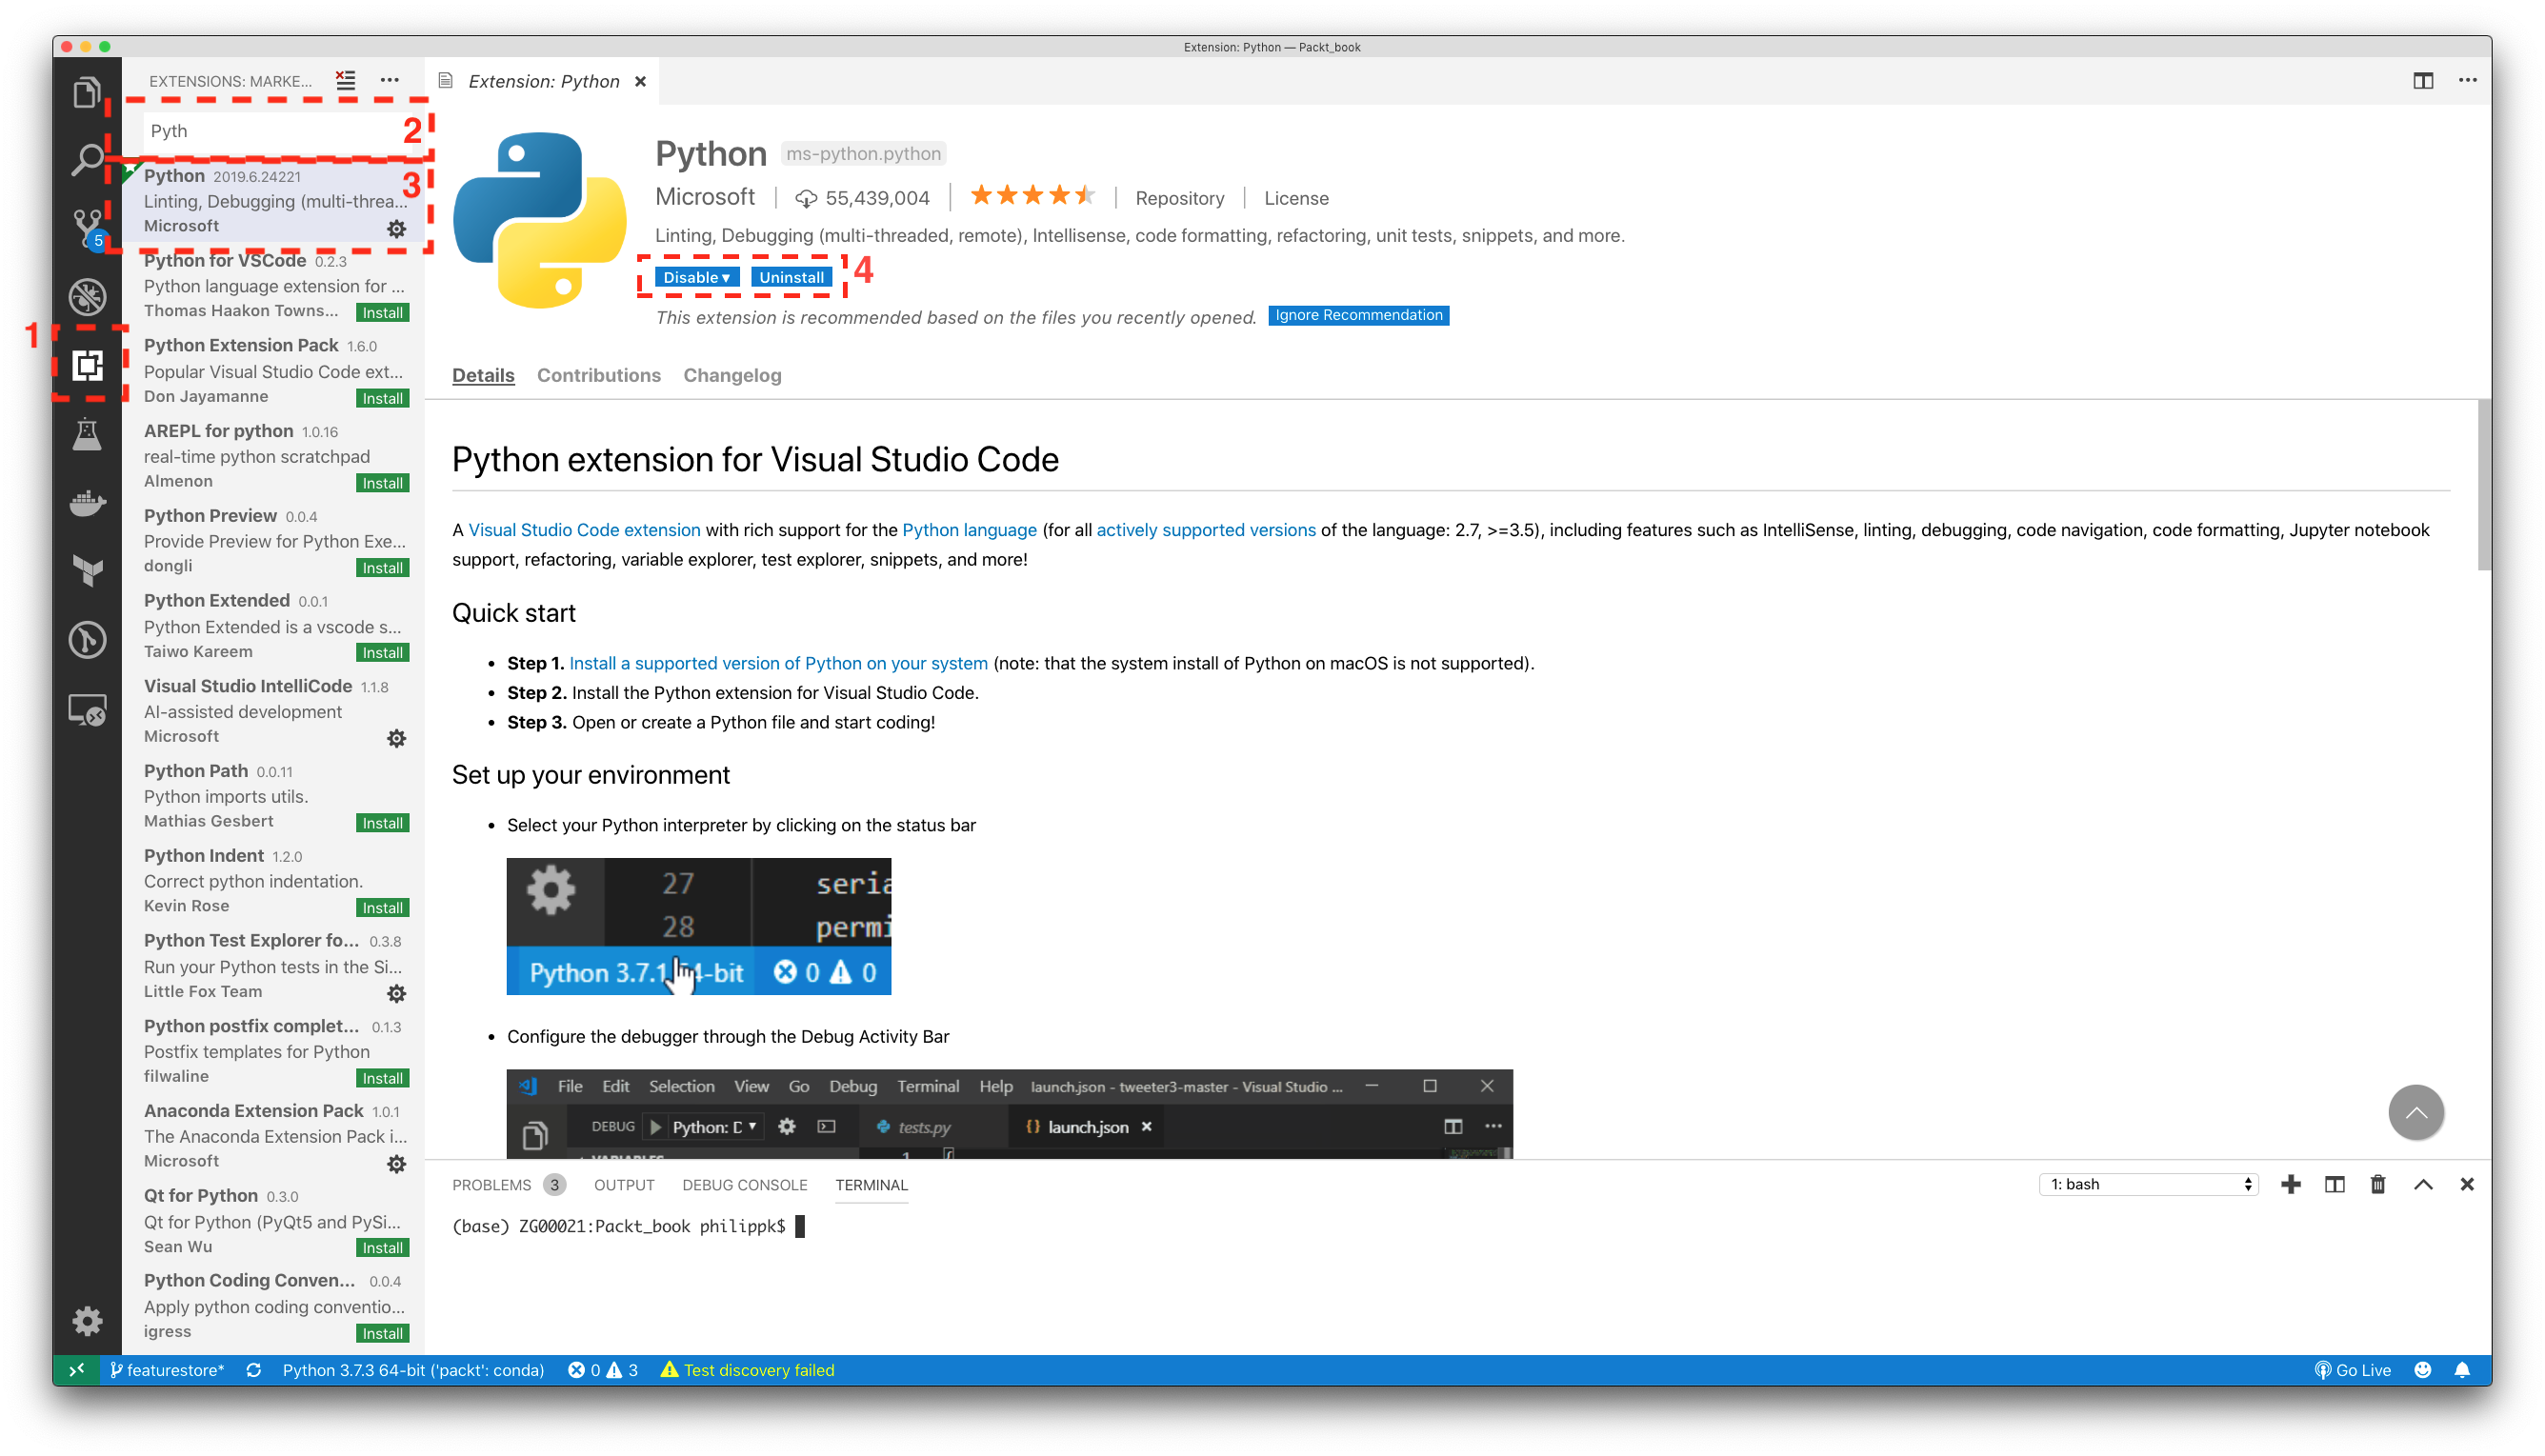 Extension: Python — Packt_book
EXTENSIONS: MARKE...
Extension: Python
Pyth
2
Python 2019.6.24221
3
Linting, Debugging (multi-threa...
Microsoft
5
Python for VSCode 0.2.3
Python language extension for ...
Thomas Haakon Towns...
Install
1
Python Extension Pack 1.6.0
Popular Visual Studio Code ext...
Don Jayamanne
Install
AREPL for python 1.0.16
real-time python scratchpad
Almenon
Install
Python Preview 0.0.4
Provide Preview for Python Exe...
dongli
Install
Python Extended 0.0.1
Python Extended is a vscode s...
Taiwo Kareem
Install
Visual Studio IntelliCode 1.1.8
AI-assisted development
Microsoft
Python Path 0.0.11
Python imports utils.
Mathias Gesbert
Install
Python Indent 1.2.0
Correct python indentation.
Kevin Rose
Install
Python Test Explorer fo... 0.3.8
Run your Python tests in the Si...
Little Fox Team
Python postfix complet... 0.1.3
Postfix templates for Python
filwaline
Install
Anaconda Extension Pack 1.0.1
The Anaconda Extension Pack i...
Microsoft
Qt for Python 0.3.0
Qt for Python (PyQt5 and PySi...
Sean Wu
Install
Python Coding Conven... 0.0.4
Apply python coding conventio...
igress
Install
Python ms-python.python
Microsoft | 55,439,004 | Repository | License
Linting, Debugging (multi-threaded, remote), Intellisense, code formatting, refactoring, unit tests, snippets, and more.
Disable ▾ Uninstall
4
This extension is recommended based on the files you recently opened. Ignore Recommendation
Details Contributions Changelog
Python extension for Visual Studio Code
A Visual Studio Code extension with rich support for the Python language (for all actively supported versions of the language: 2.7, >=3.5), including features such as IntelliSense, linting, debugging, code navigation, code formatting, Jupyter notebook
support, refactoring, variable explorer, test explorer, snippets, and more!
Quick start
• Step 1. Install a supported version of Python on your system (note: that the system install of Python on macOS is not supported).
• Step 2. Install the Python extension for Visual Studio Code.
• Step 3. Open or create a Python file and start coding!
Set up your environment
• Select your Python interpreter by clicking on the status bar
27 seria
28 permi
Python 3.7.1 4-bit 0 0
• Configure the debugger through the Debug Activity Bar
File Edit Selection View Go Debug Terminal Help launch.json - tweeter3-master - Visual Studio ...
DEBUG Python: D tests.py {} launch.json
VARIABLES 1 {
PROBLEMS 3 OUTPUT DEBUG CONSOLE TERMINAL 1: bash
(base) ZG00021:Packt_book philippk$
featurestore* Python 3.7.3 64-bit ('packt': conda) 0 3 Test discovery failed Go Live